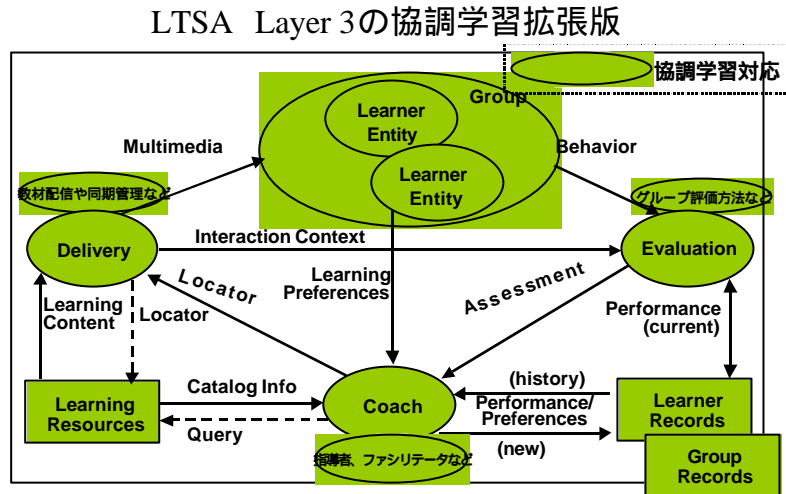 LTSA Layer 3の協調学習拡張版
協調学習対応
Group
Learner
Entity
Learner
Entity
Multimedia
Behavior
教材配信や同期管理など
グループ評価方法など
Delivery
Interaction Context
Evaluation
Learning
Preferences
Locator
Assessment
Learning
Content
Locator
Performance
(current)
Learning
Resources
Catalog Info
Query
Coach
(history)
Performance/
Preferences
(new)
Learner
Records
指導者、ファシリテータなど
Group
Records